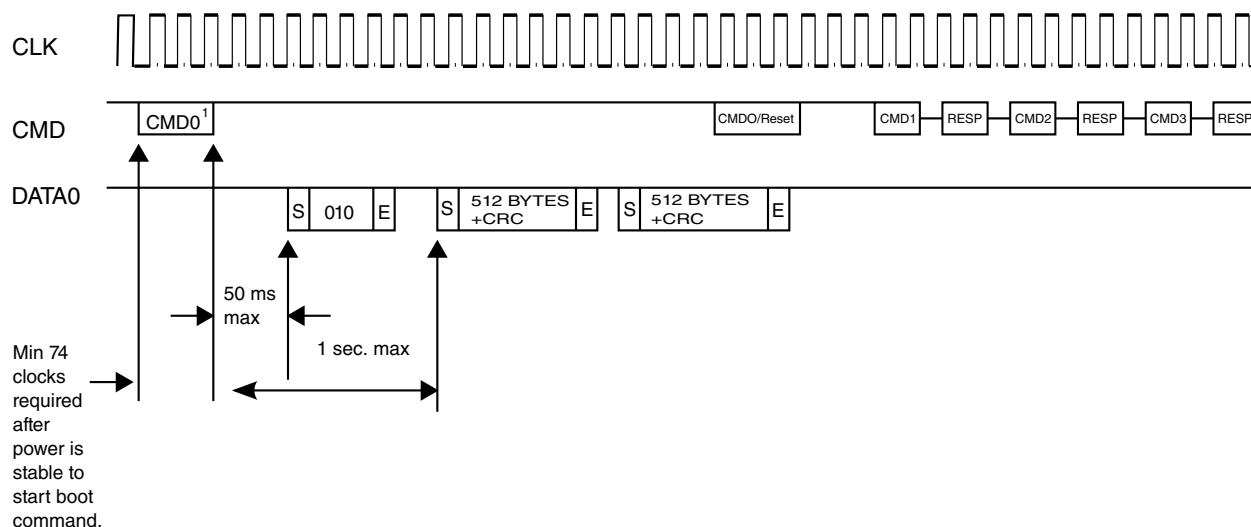 CLK
CMD
CMD0¹
CMDO/Reset
CMD1
RESP
CMD2
RESP
CMD3
RESP
DATA0
S
010
E
S
512 BYTES
+CRC
E
S
512 BYTES
+CRC
E
50 ms
max
1 sec. max
Min 74
clocks
required
after
power is
stable to
start boot
command.